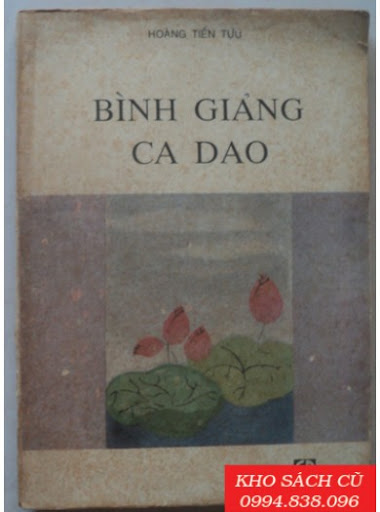 HOÀNG TIẾN TỰU
BÌNH GIẢNG
CA DAO
KHO SÁCH CŨ
0994.838.096